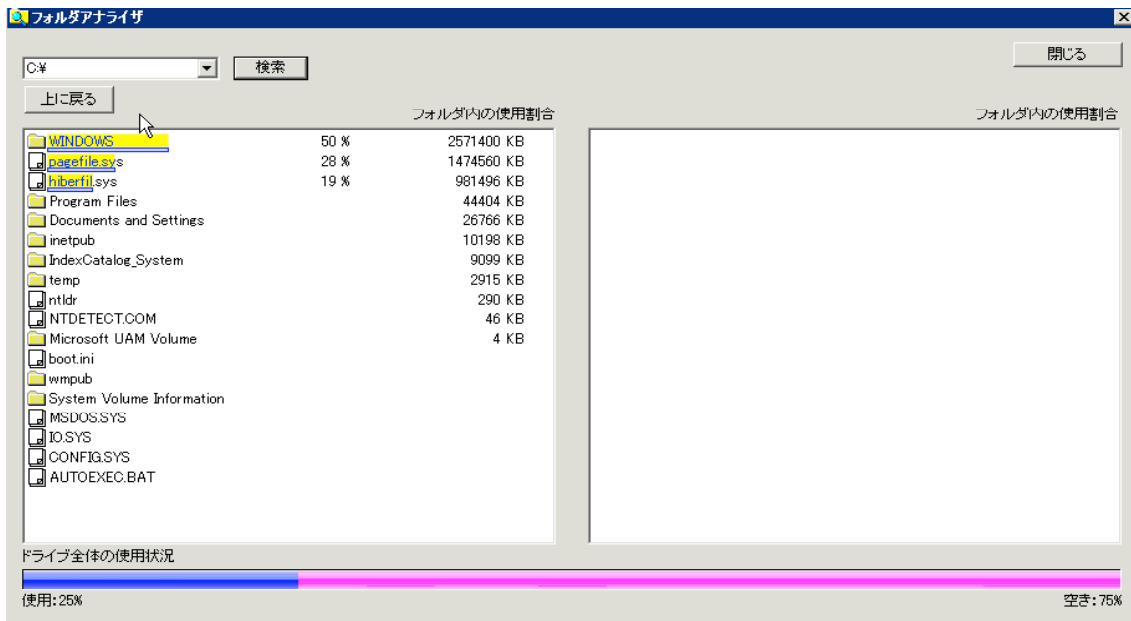 フォルダアナライザ
閉じる
C:¥ 検索
上に戻る
フォルダ内の使用割合 フォルダ内の使用割合
WINDOWS 50 % 2571400 KB
pagefile.sys 28 % 1474560 KB
hiberfil.sys 19 % 981496 KB
Program Files 44404 KB
Documents and Settings 26766 KB
inetpub 10198 KB
IndexCatalog_System 9099 KB
temp 2915 KB
ntldr 290 KB
NTDETECT.COM 46 KB
Microsoft UAM Volume 4 KB
boot.ini
wmpub
System Volume Information
MSDOS.SYS
IO.SYS
CONFIG.SYS
AUTOEXEC.BAT
ドライブ全体の使用状況
使用:25% 空き:75%